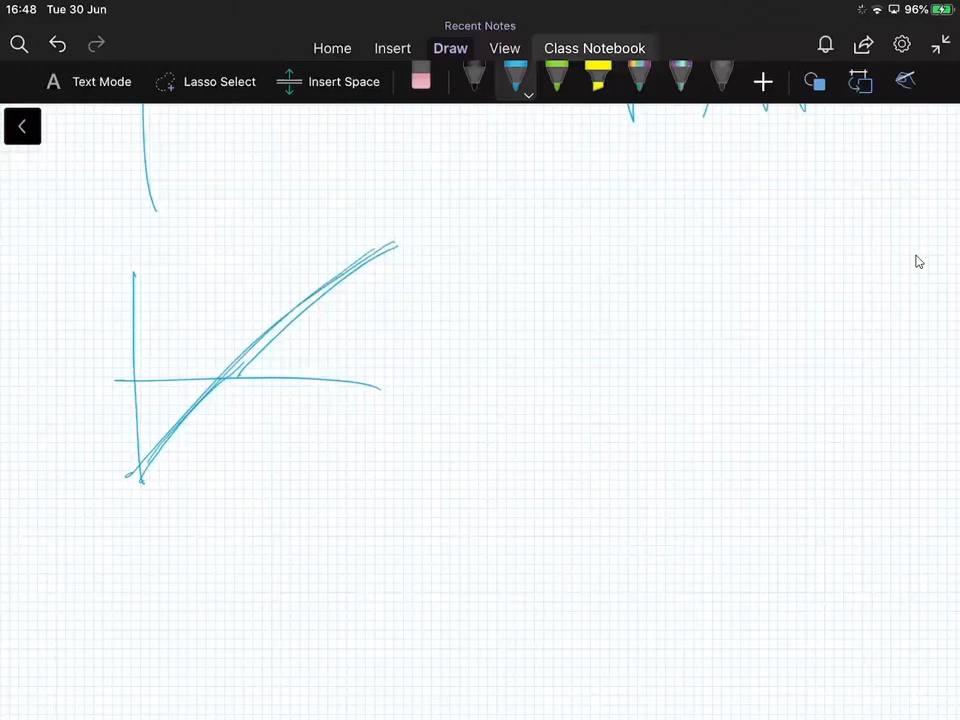 16:48 Tue 30 Jun 96%
Recent Notes
Home Insert Draw View Class Notebook
A Text Mode Lasso Select Insert Space